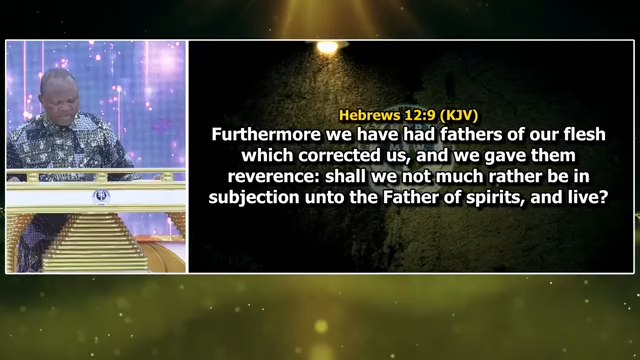 Hebrews 12:9 (KJV)
Furthermore we have had fathers of our flesh
which corrected us, and we gave them
reverence: shall we not much rather be in
subjection unto the Father of spirits, and live?